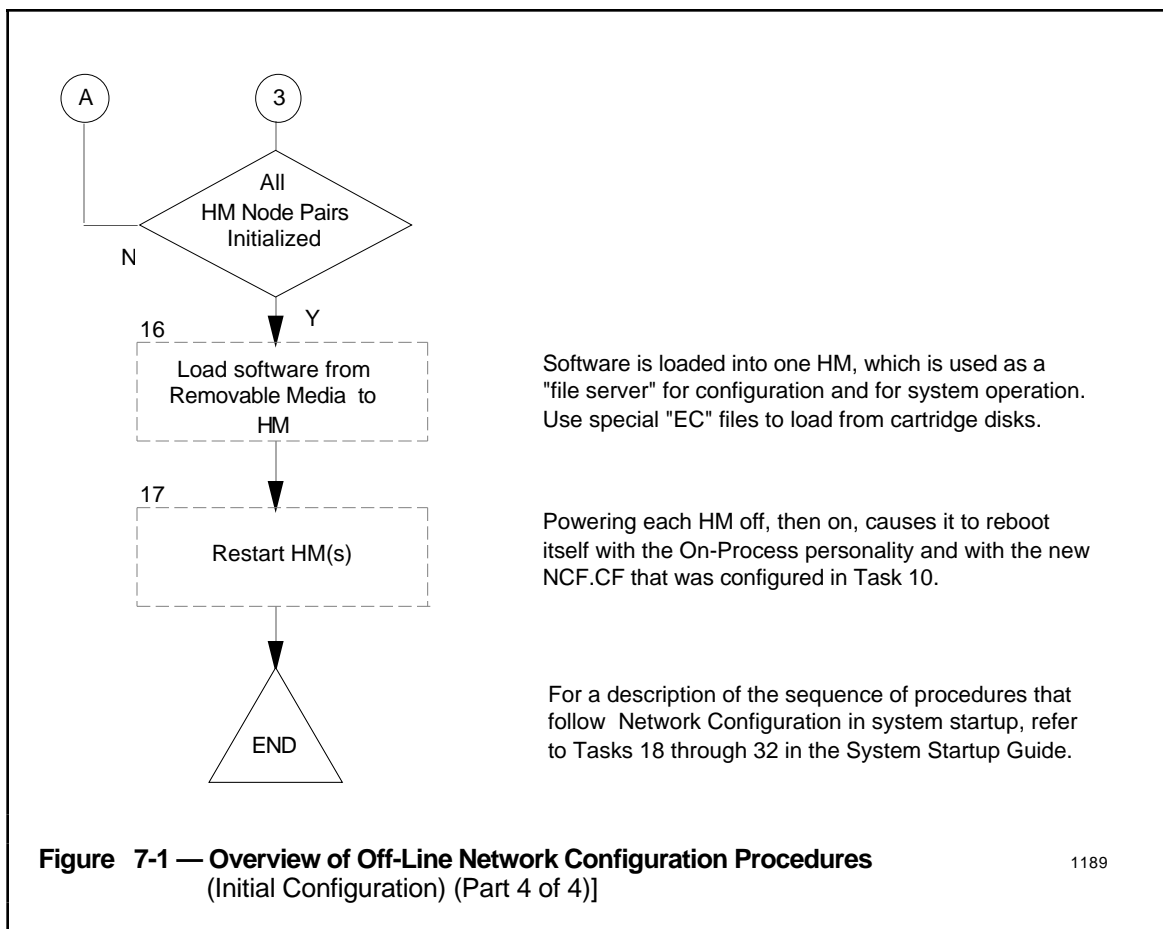 A
3
All
HM Node Pairs
Initialized
N
Y
16
Load software from
Removable Media to
HM
Software is loaded into one HM, which is used as a
"file server" for configuration and for system operation.
Use special "EC" files to load from cartridge disks.
17
Restart HM(s)
Powering each HM off, then on, causes it to reboot
itself with the On-Process personality and with the new
NCF.CF that was configured in Task 10.
END
For a description of the sequence of procedures that
follow Network Configuration in system startup, refer
to Tasks 18 through 32 in the System Startup Guide.
Figure 7-1 — Overview of Off-Line Network Configuration Procedures
(Initial Configuration) (Part 4 of 4)]
1189